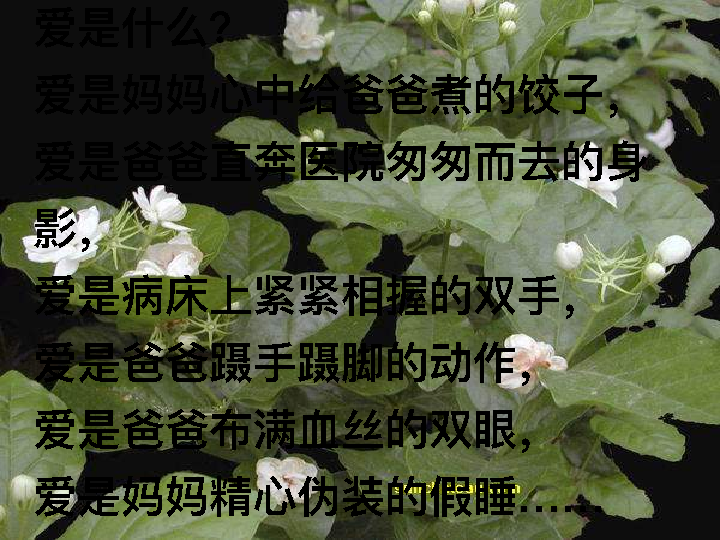 爱是什么?
爱是妈妈心中给爸爸煮的饺子,
爱是爸爸直奔医院匆匆而去的身
影,
爱是病床上紧紧相握的双手,
爱是爸爸蹑手蹑脚的动作,
爱是爸爸布满血丝的双眼,
爱是妈妈精心伪装的假睡……